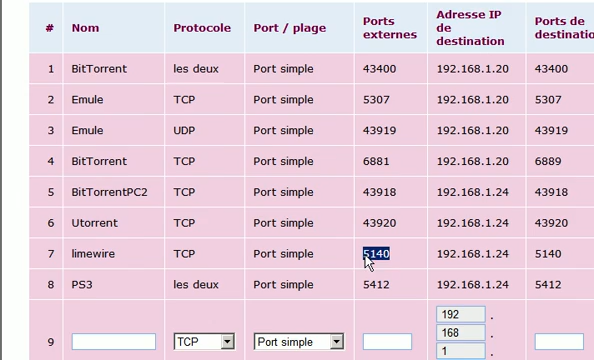 # Nom Protocole Port / plage Ports externes Adresse IP de destination Ports de
1 BitTorrent les deux Port simple 43400 192.168.1.20 43400
2 Emule TCP Port simple 5307 192.168.1.20 5307
3 Emule UDP Port simple 43919 192.168.1.20 43919
4 BitTorrent TCP Port simple 6881 192.168.1.20 6889
5 BitTorrentPC2 TCP Port simple 43918 192.168.1.24 43918
6 Utorrent TCP Port simple 43920 192.168.1.24 43920
7 limewire TCP Port simple 5140 192.168.1.24 5140
8 PS3 les deux Port simple 5412 192.168.1.24 5412
9 TCP Port simple 192 .
168 .
1 .